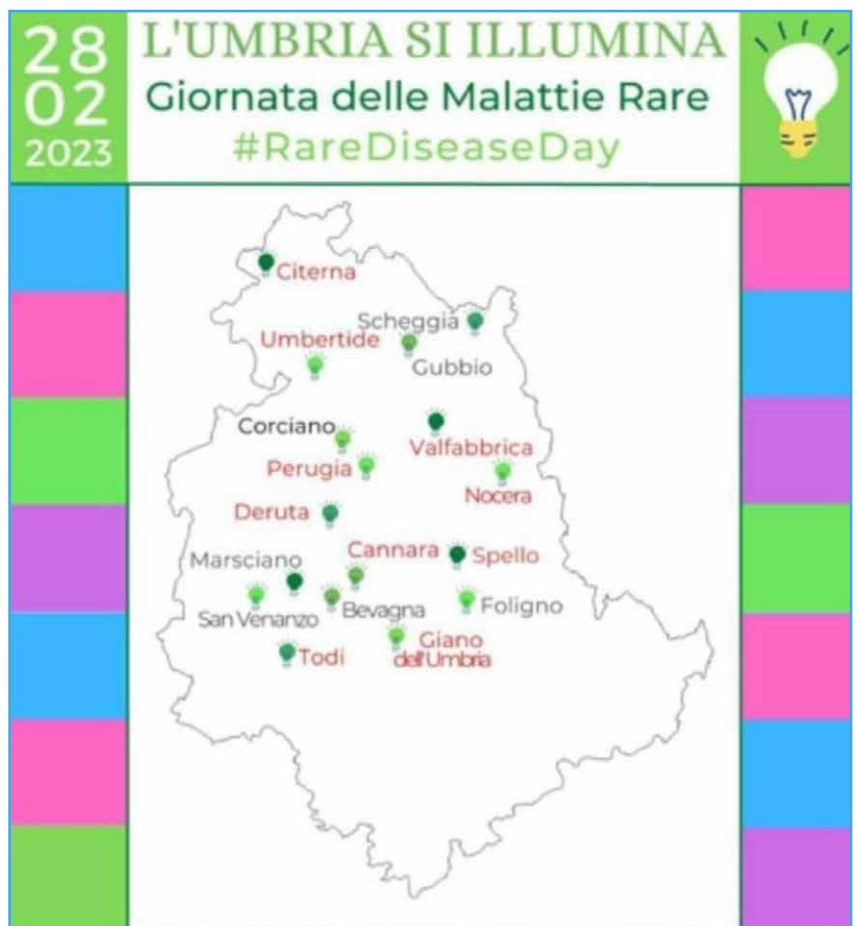 28
02
2023
L'UMBRIA SI ILLUMINA
Giornata delle Malattie Rare
#RareDiseaseDay
Citerna
Scheggia
Umbertide
Gubbio
Corciano
Valfabbrica
Perugia
Nocera
Deruta
Cannara
Spello
Marsciano
San Venanzo
Bevagna
Foligno
Giano
dell'Umbria
Todi